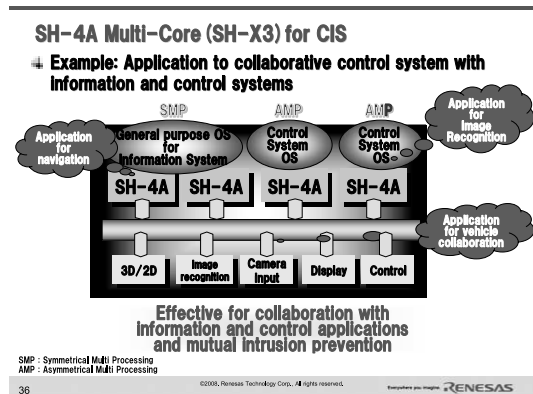 SH-4A Multi-Core (SH-X3) for CIS
Example: Application to collaborative control system with
information and control systems
SMP
AMP
AMP
Application
for
navigation
General purpose OS
for
Information System
Control
System
OS
Control
System
OS
Application
for
Image
Recognition
SH-4A
SH-4A
SH-4A
SH-4A
Application
for vehicle
collaboration
3D/2D
Image
recognition
Camera
Input
Display
Control
Effective for collaboration with
information and control applications
and mutual intrusion prevention
SMP : Symmetrical Multi Processing
AMP : Asymmetrical Multi Processing
36
©2008. Renesas Technology Corp., All rights reserved.
Everywhere you imagine.
RENESAS